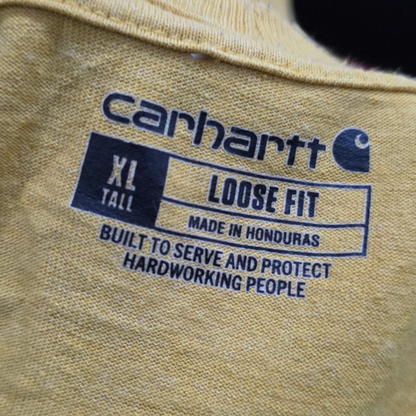 carhartt
XL
TALL
LOOSE FIT
MADE IN HONDURAS
BUILT TO SERVE AND PROTECT
HARDWORKING PEOPLE